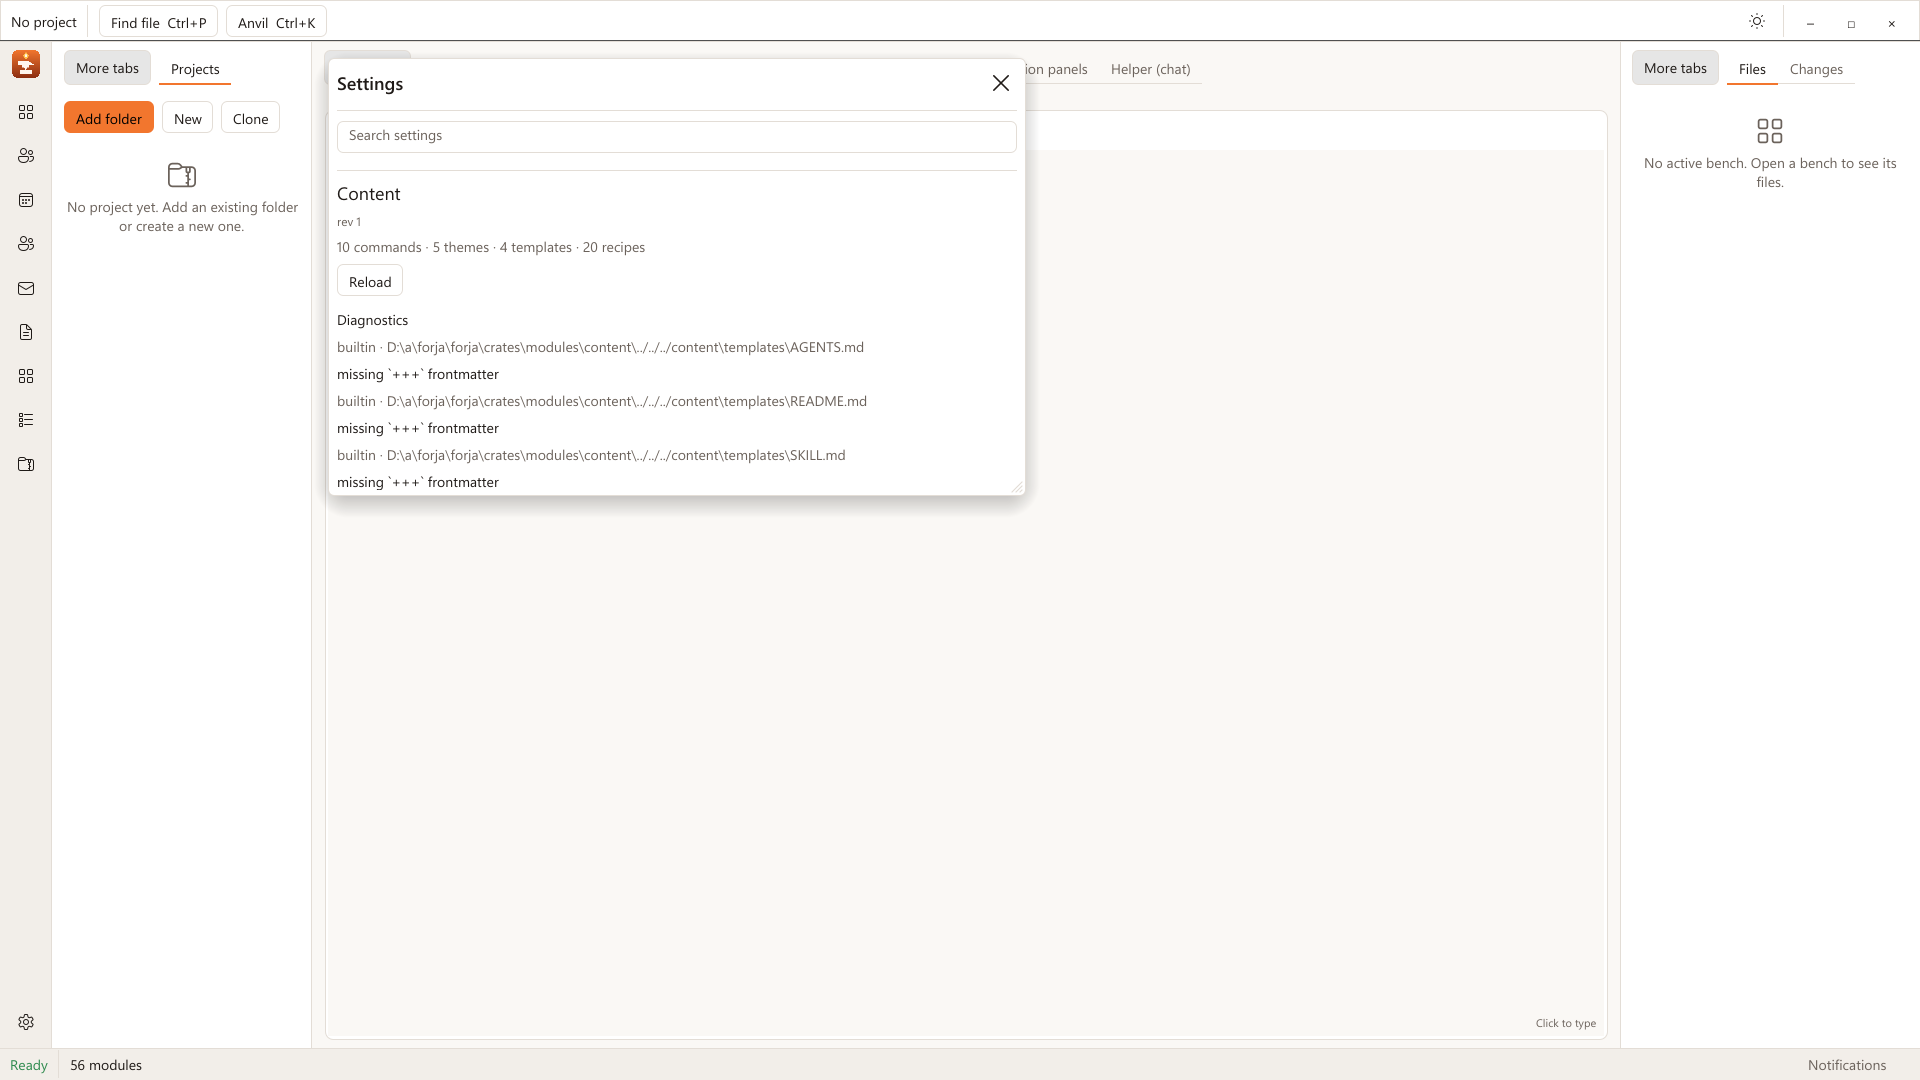 No project
Find file Ctrl+P
Anvil Ctrl+K
More tabs
Projects
Add folder
New
Clone
No project yet. Add an existing folder
or create a new one.
Settings
Search settings
Content
rev 1
10 commands · 5 themes · 4 templates · 20 recipes
Reload
Diagnostics
builtin · D:\a\forja\forja\crates\modules\content\../../../content\templates\AGENTS.md
missing `+++` frontmatter
builtin · D:\a\forja\forja\crates\modules\content\../../../content\templates\README.md
missing `+++` frontmatter
builtin · D:\a\forja\forja\crates\modules\content\../../../content\templates\SKILL.md
missing `+++` frontmatter
panels
Helper (chat)
Click to type
More tabs
Files
Changes
No active bench. Open a bench to see its
files.
Ready
56 modules
Notifications